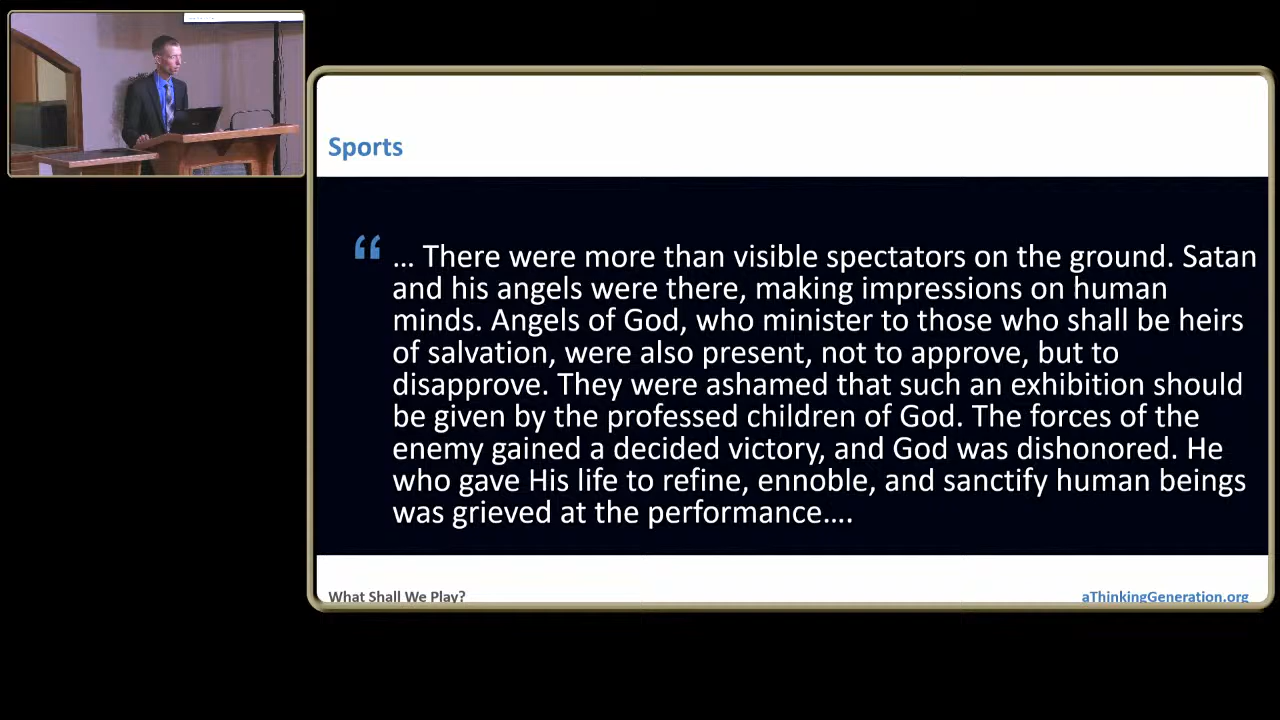 Sports
“ ... There were more than visible spectators on the ground. Satan
and his angels were there, making impressions on human
minds. Angels of God, who minister to those who shall be heirs
of salvation, were also present, not to approve, but to
disapprove. They were ashamed that such an exhibition should
be given by the professed children of God. The forces of the
enemy gained a decided victory, and God was dishonored. He
who gave His life to refine, ennoble, and sanctify human beings
was grieved at the performance….
What Shall We Play?
aThinkingGeneration.org